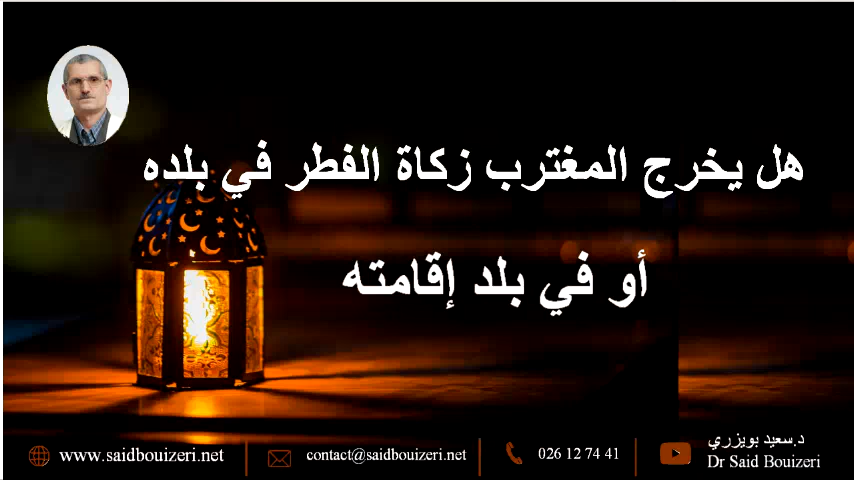 هل يخرج المغترب زكاة الفطر في بلده
أو في بلد إقامته
www.saidbouizeri.net
contact@saidbouizeri.net
026 12 74 41
د.سعيد بويزري
Dr Said Bouizeri